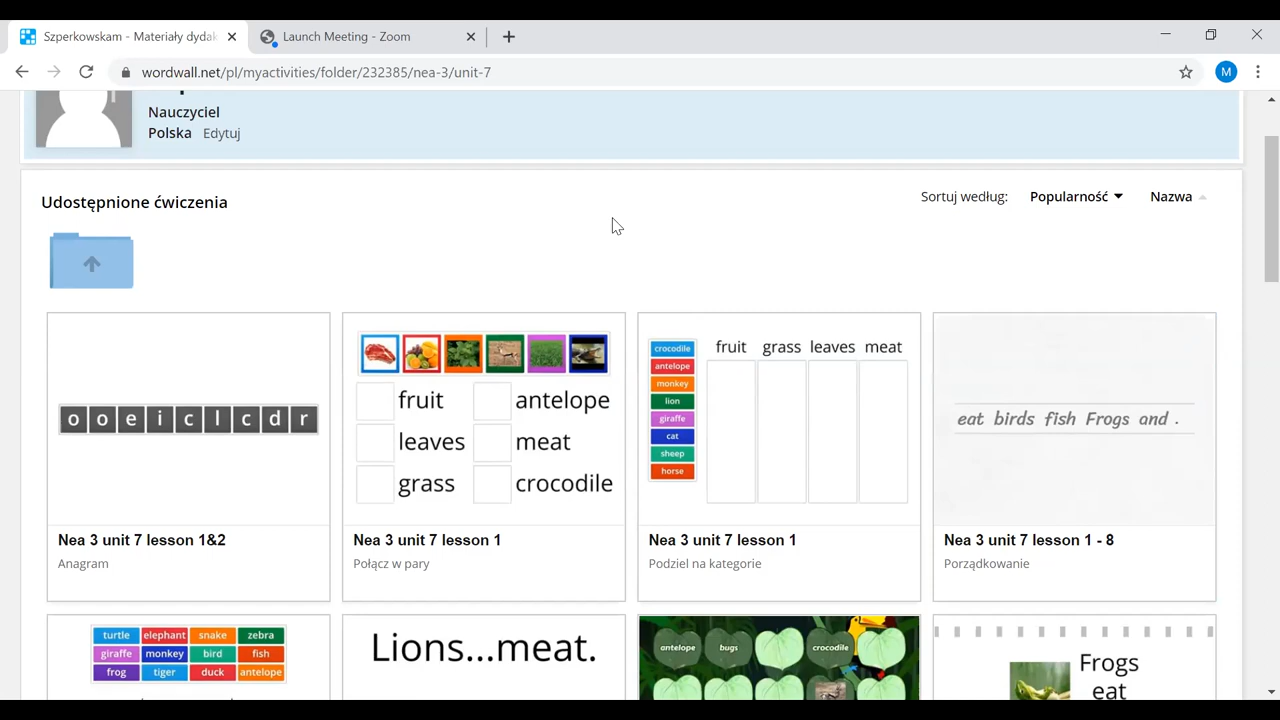 Szperkowskam - Materiały dydak
Launch Meeting - Zoom
wordwall.net/pl/myactivities/folder/232385/nea-3/unit-7
M
Nauczyciel
Polska Edytuj
Udostępnione ćwiczenia
Sortuj według: Popularność Nazwa
o o e i c l c d r
Nea 3 unit 7 lesson 1&2
Anagram
fruit antelope
leaves meat
grass crocodile
Nea 3 unit 7 lesson 1
Połącz w pary
fruit grass leaves meat
crocodile
antelope
monkey
lion
giraffe
cat
sheep
horse
Nea 3 unit 7 lesson 1
Podziel na kategorie
eat birds fish Frogs and .
Nea 3 unit 7 lesson 1 - 8
Porządkowanie
turtle elephant snake zebra
giraffe monkey bird fish
frog tiger duck antelope
Lions...meat.
antelope bugs crocodile
Frogs
eat